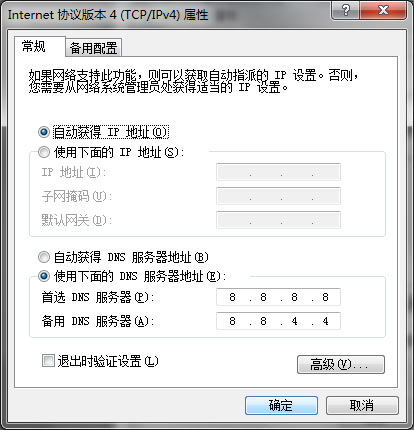 Internet 协议版本 4 (TCP/IPv4) 属性
常规
备用配置
如果网络支持此功能，则可以获取自动指派的 IP 设置。否则，
您需要从网络系统管理员处获得适当的 IP 设置。
自动获得 IP 地址(O)
使用下面的 IP 地址(S):
IP 地址(I):
. . .
子网掩码(U):
. . .
默认网关(D):
. . .
自动获得 DNS 服务器地址(B)
使用下面的 DNS 服务器地址(E):
首选 DNS 服务器(P):
8 . 8 . 8 . 8
备用 DNS 服务器(A):
8 . 8 . 4 . 4
退出时验证设置(L)
高级(V)...
确定
取消